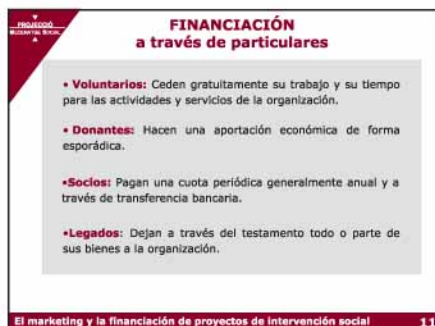 PROJECCIÓ
FINANCIACIÓN
a través de particulares
• Voluntarios: Ceden gratuitamente su trabajo y su tiempo
para las actividades y servicios de la organización.
• Donantes: Hacen una aportación económica de forma
esporádica.
•Socios: Pagan una cuota periódica generalmente anual y a
través de transferencia bancaria.
•Legados: Dejan a través del testamento todo o parte de
sus bienes a la organización.
El marketing y la financiación de proyectos de intervención social 11